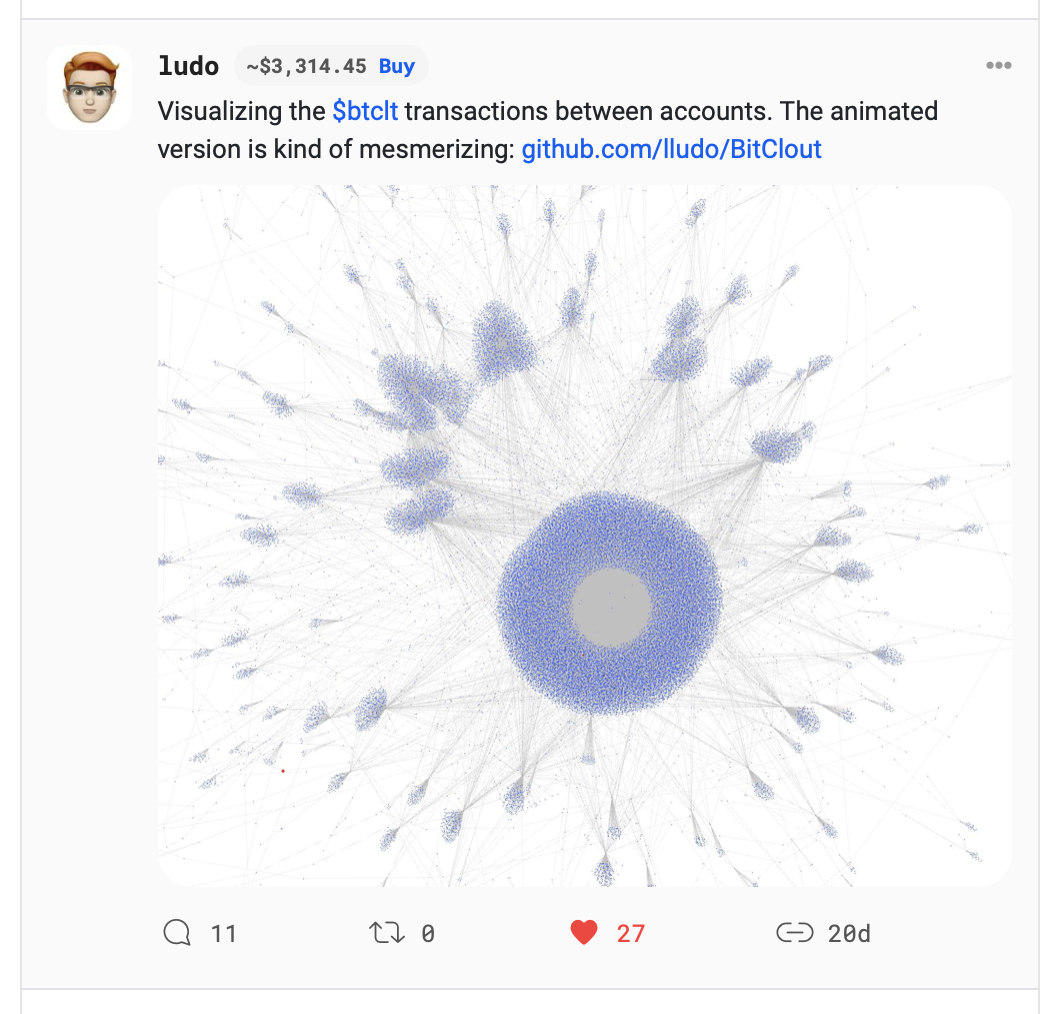 ludo ~$3,314.45 Buy
Visualizing the $btclt transactions between accounts. The animated
version is kind of mesmerizing: github.com/lludo/BitClout
11 0 27 20d